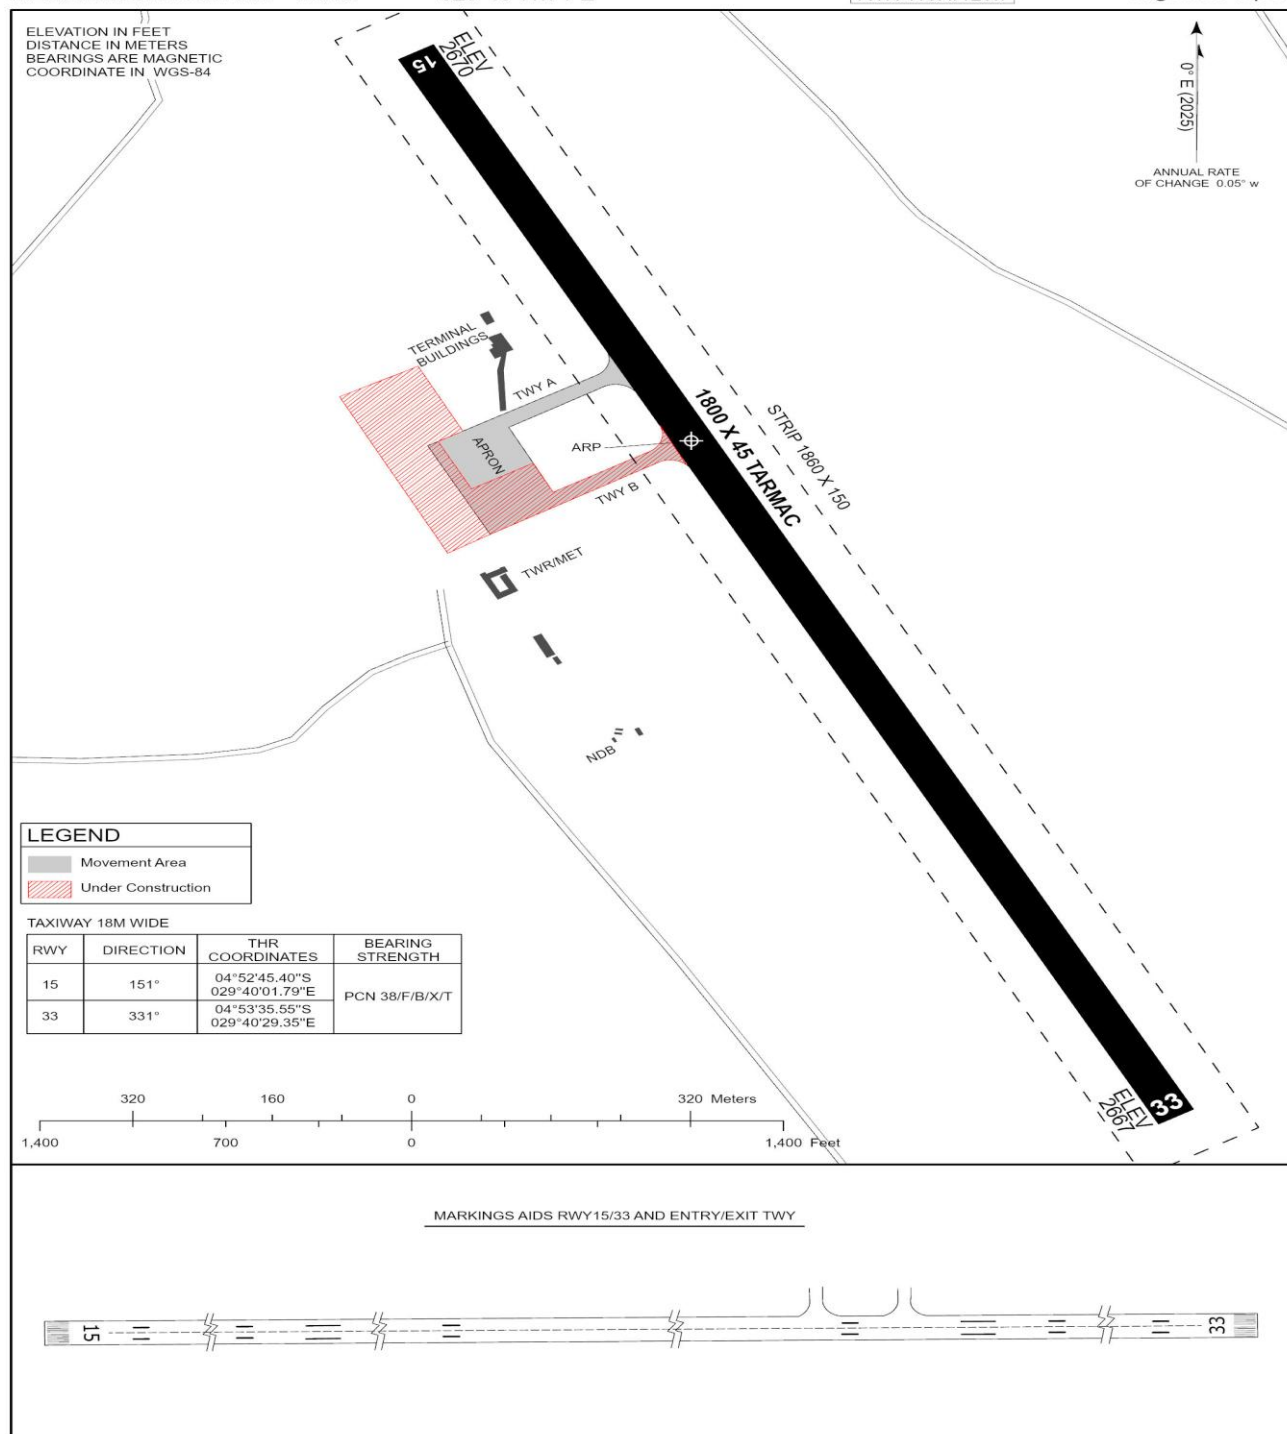 ELEVATION IN FEET
DISTANCE IN METERS
BEARINGS ARE MAGNETIC
COORDINATE IN WGS-84
0° E (2025)
ANNUAL RATE
OF CHANGE 0.05° w
15
ELEV
2670
TERMINAL
BUILDINGS
TWY A
APRON
ARP
TWY B
1800 X 45 TARMAC
STRIP 1860 X 150
TWR/MET
NDB
ELEV
2667
33
LEGEND
Movement Area
Under Construction
TAXIWAY 18M WIDE
RWY DIRECTION THR COORDINATES BEARING STRENGTH
15 151° 04°52'45.40"S 029°40'01.79"E PCN 38/F/B/X/T
33 331° 04°53'35.55"S 029°40'29.35"E
320 160 0 320 Meters
1,400 700 0 1,400 Feet
MARKINGS AIDS RWY15/33 AND ENTRY/EXIT TWY
15
33